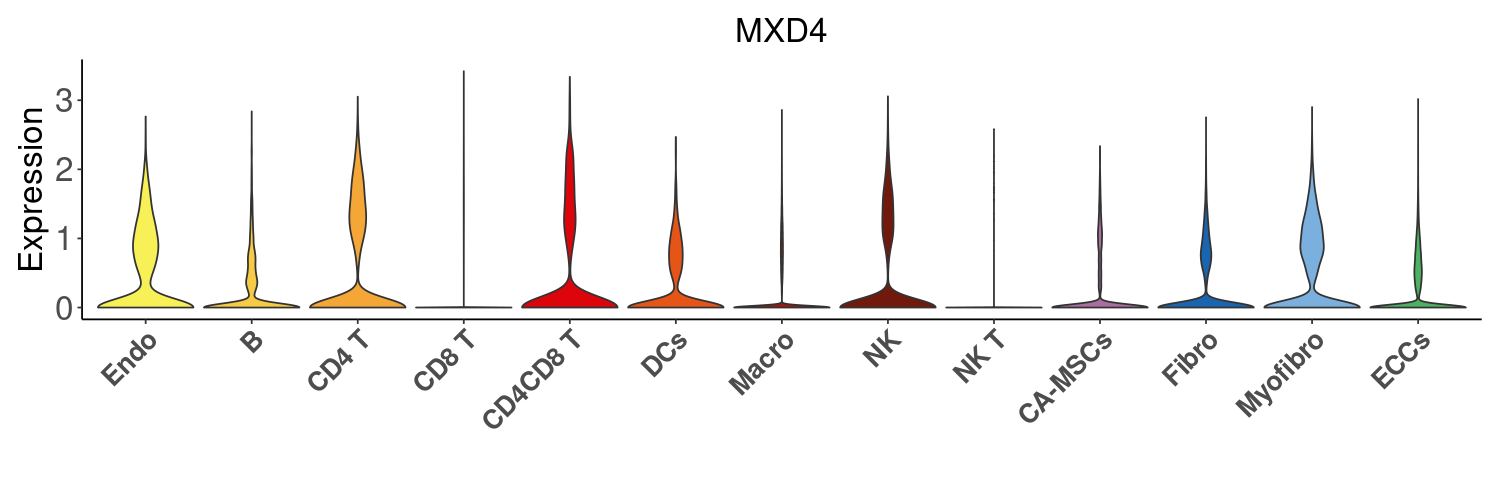 MXD4
Expression
3
2
1
0
Endo
B
CD4 T
CD8 T
CD4CD8 T
DCs
Macro
NK
NK T
CA-MSCs
Fibro
Myofibro
ECCs